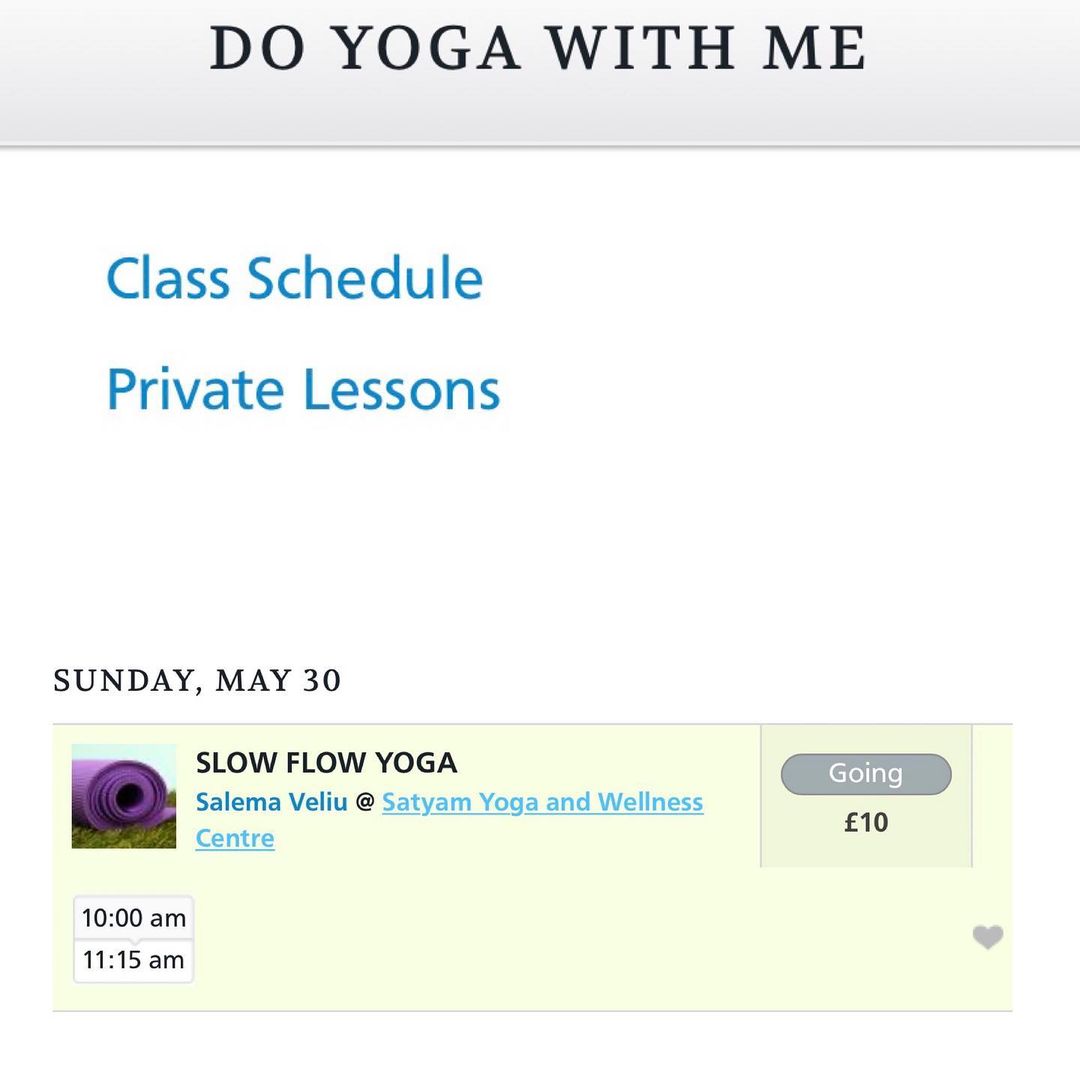 DO YOGA WITH ME
Class Schedule
Private Lessons
SUNDAY, MAY 30
SLOW FLOW YOGA
Salema Veliu @ Satyam Yoga and Wellness
Centre
Going
£10
10:00 am
11:15 am